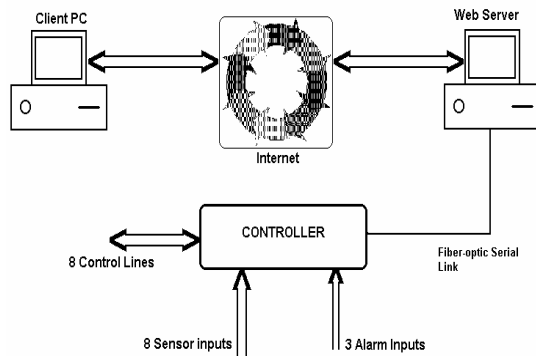 Client PC
Web Server
Internet
CONTROLLER
8 Control Lines
Fiber-optic Serial
Link
8 Sensor inputs
3 Alarm Inputs